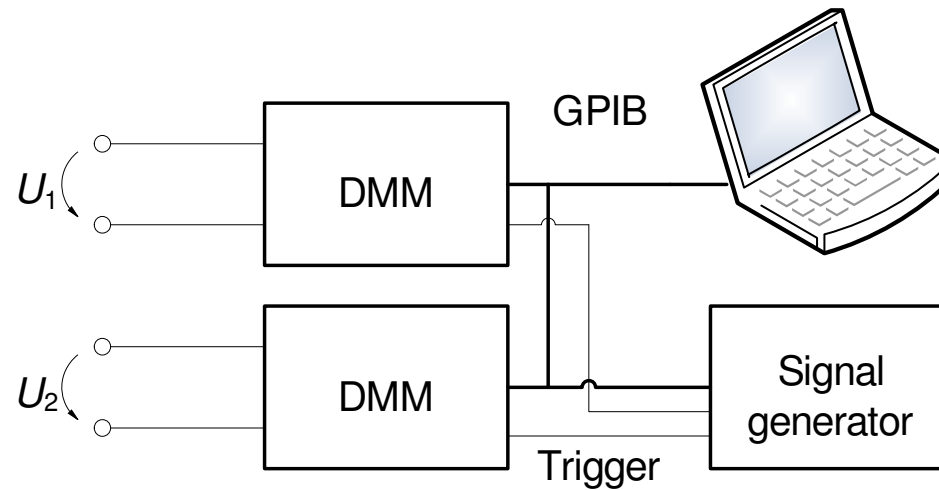 GPIB
U1
DMM
U2
DMM
Signal
generator
Trigger